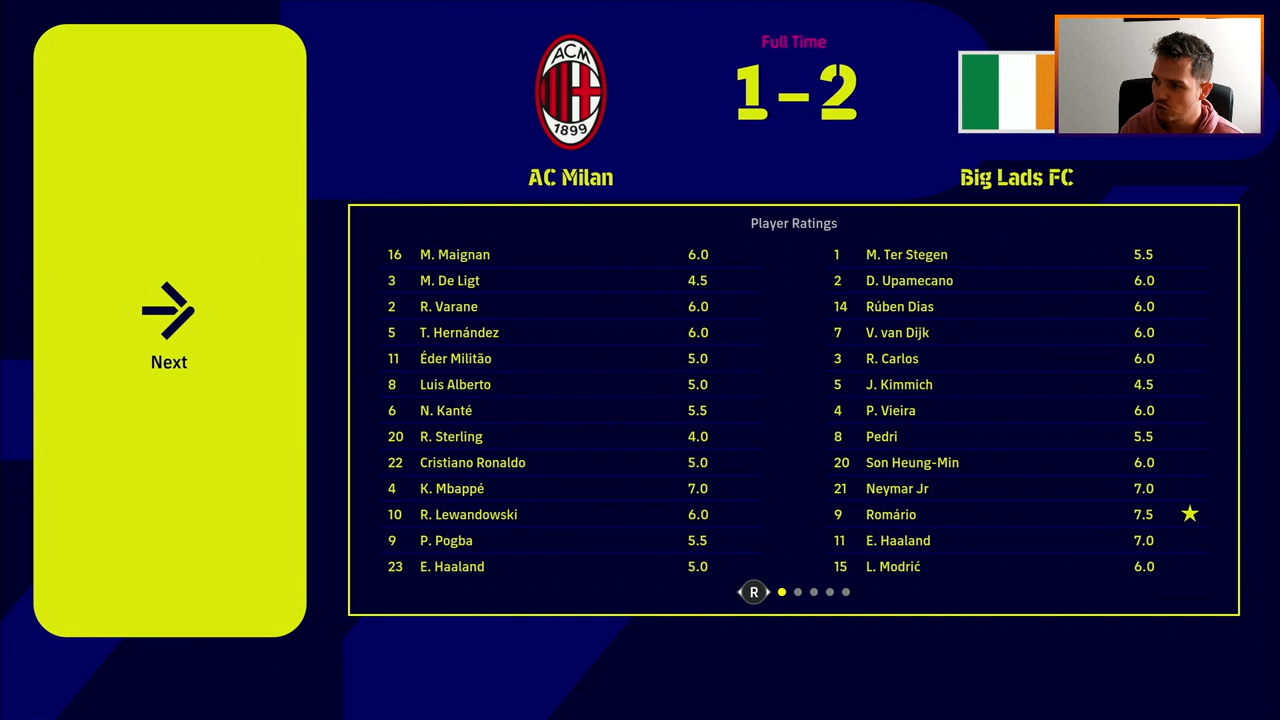 Full Time
ACM
1899
1-2
AC Milan
Big Lads FC
Player Ratings
16 M. Maignan 6.0
1 M. Ter Stegen 5.5
3 M. De Ligt 4.5
2 D. Upamecano 6.0
2 R. Varane 6.0
14 Rúben Dias 6.0
5 T. Hernández 6.0
7 V. van Dijk 6.0
11 Éder Militão 5.0
3 R. Carlos 6.0
8 Luis Alberto 5.0
5 J. Kimmich 4.5
6 N. Kanté 5.5
4 P. Vieira 6.0
20 R. Sterling 4.0
8 Pedri 5.5
22 Cristiano Ronaldo 5.0
20 Son Heung-Min 6.0
4 K. Mbappé 7.0
21 Neymar Jr 7.0
10 R. Lewandowski 6.0
9 Romário 7.5
9 P. Pogba 5.5
11 E. Haaland 7.0
23 E. Haaland 5.0
15 L. Modrić 6.0
R
Next